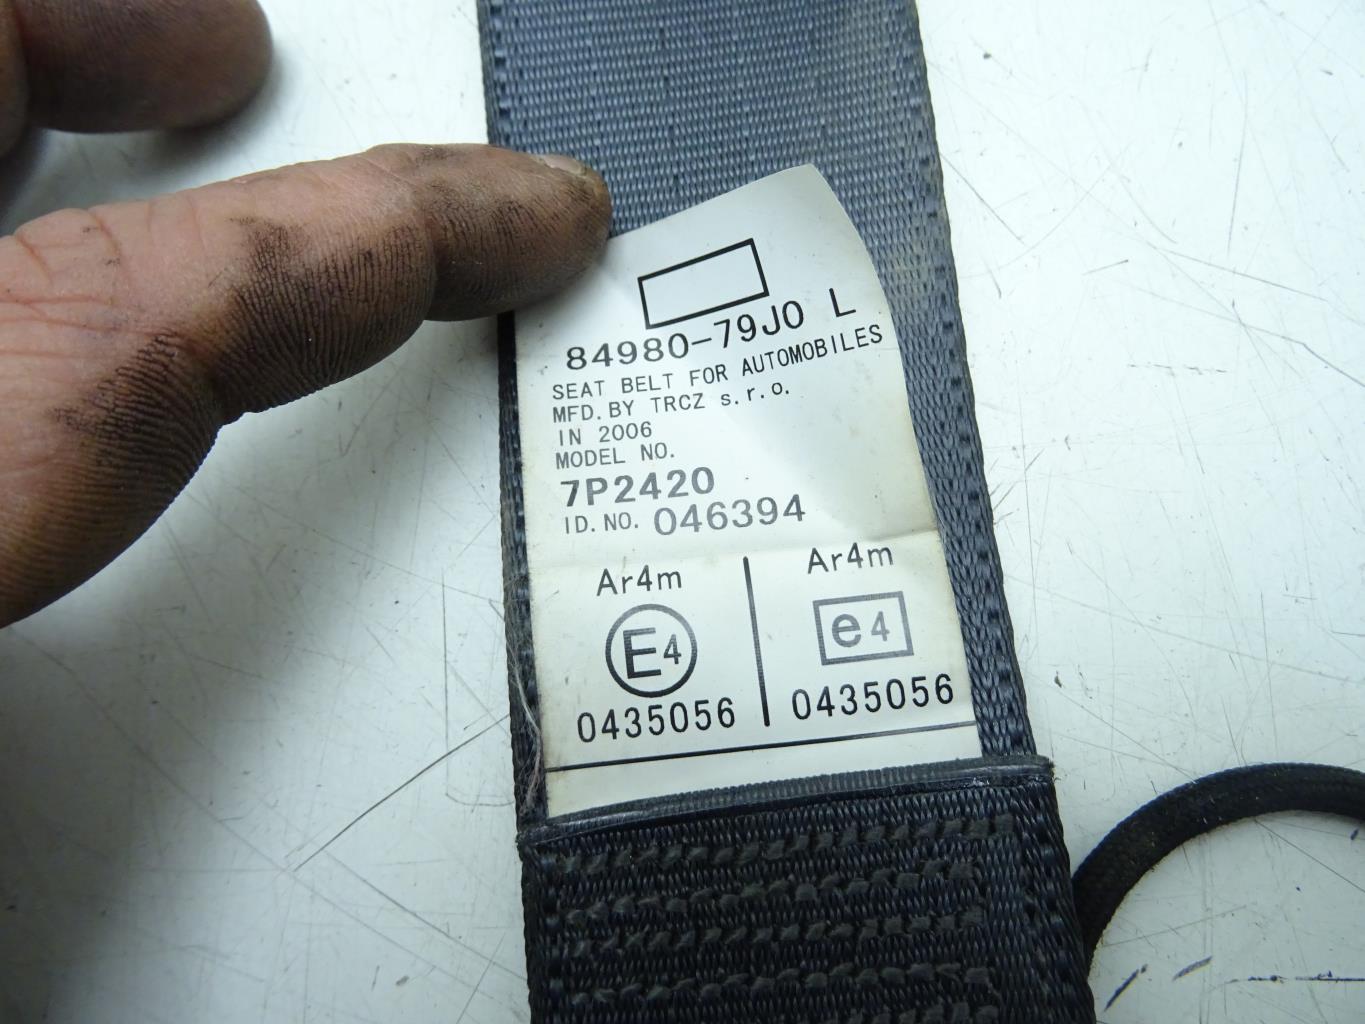 84980-79J0 L
SEAT BELT FOR AUTOMOBILES
MFD. BY TRCZ s.r.o.
IN 2006
MODEL NO.
7P2420
ID. NO. 046394
Ar4m Ar4m
E4 e4
0435056 0435056